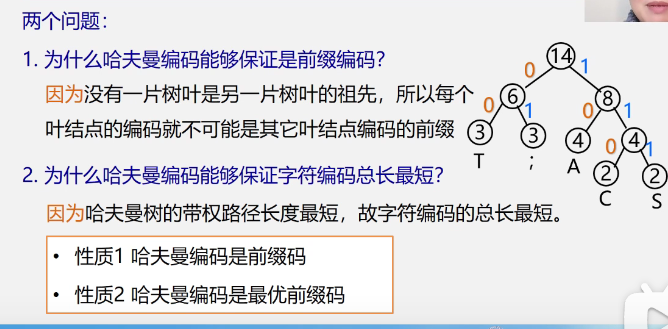 两个问题：
1. 为什么哈夫曼编码能够保证是前缀编码？
因为没有一片树叶是另一片树叶的祖先，所以每个
叶结点的编码就不可能是其它叶结点编码的前缀
2. 为什么哈夫曼编码能够保证字符编码总长最短？
因为哈夫曼树的带权路径长度最短，故字符编码的总长最短。
• 性质1 哈夫曼编码是前缀码
• 性质2 哈夫曼编码是最优前缀码
14
0 1
6 8
0 1 0 1
3 3 4 4
T ; A
0 1
2 2
C S